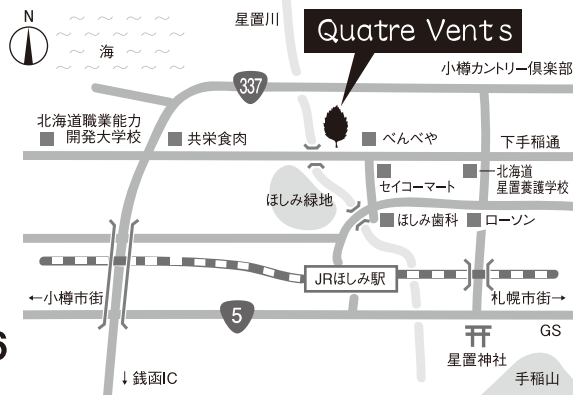 N
海
星置川
Quatre Vents
小樽カントリー倶楽部
337
北海道職業能力
開発大学校
共栄食肉
べんべや
下手稲通
セイコーマート
北海道
星置養護学校
ほしみ緑地
ほしみ歯科
ローソン
JRほしみ駅
←小樽市街
札幌市街→
5
GS
星置神社
↓銭函IC
手稲山
6